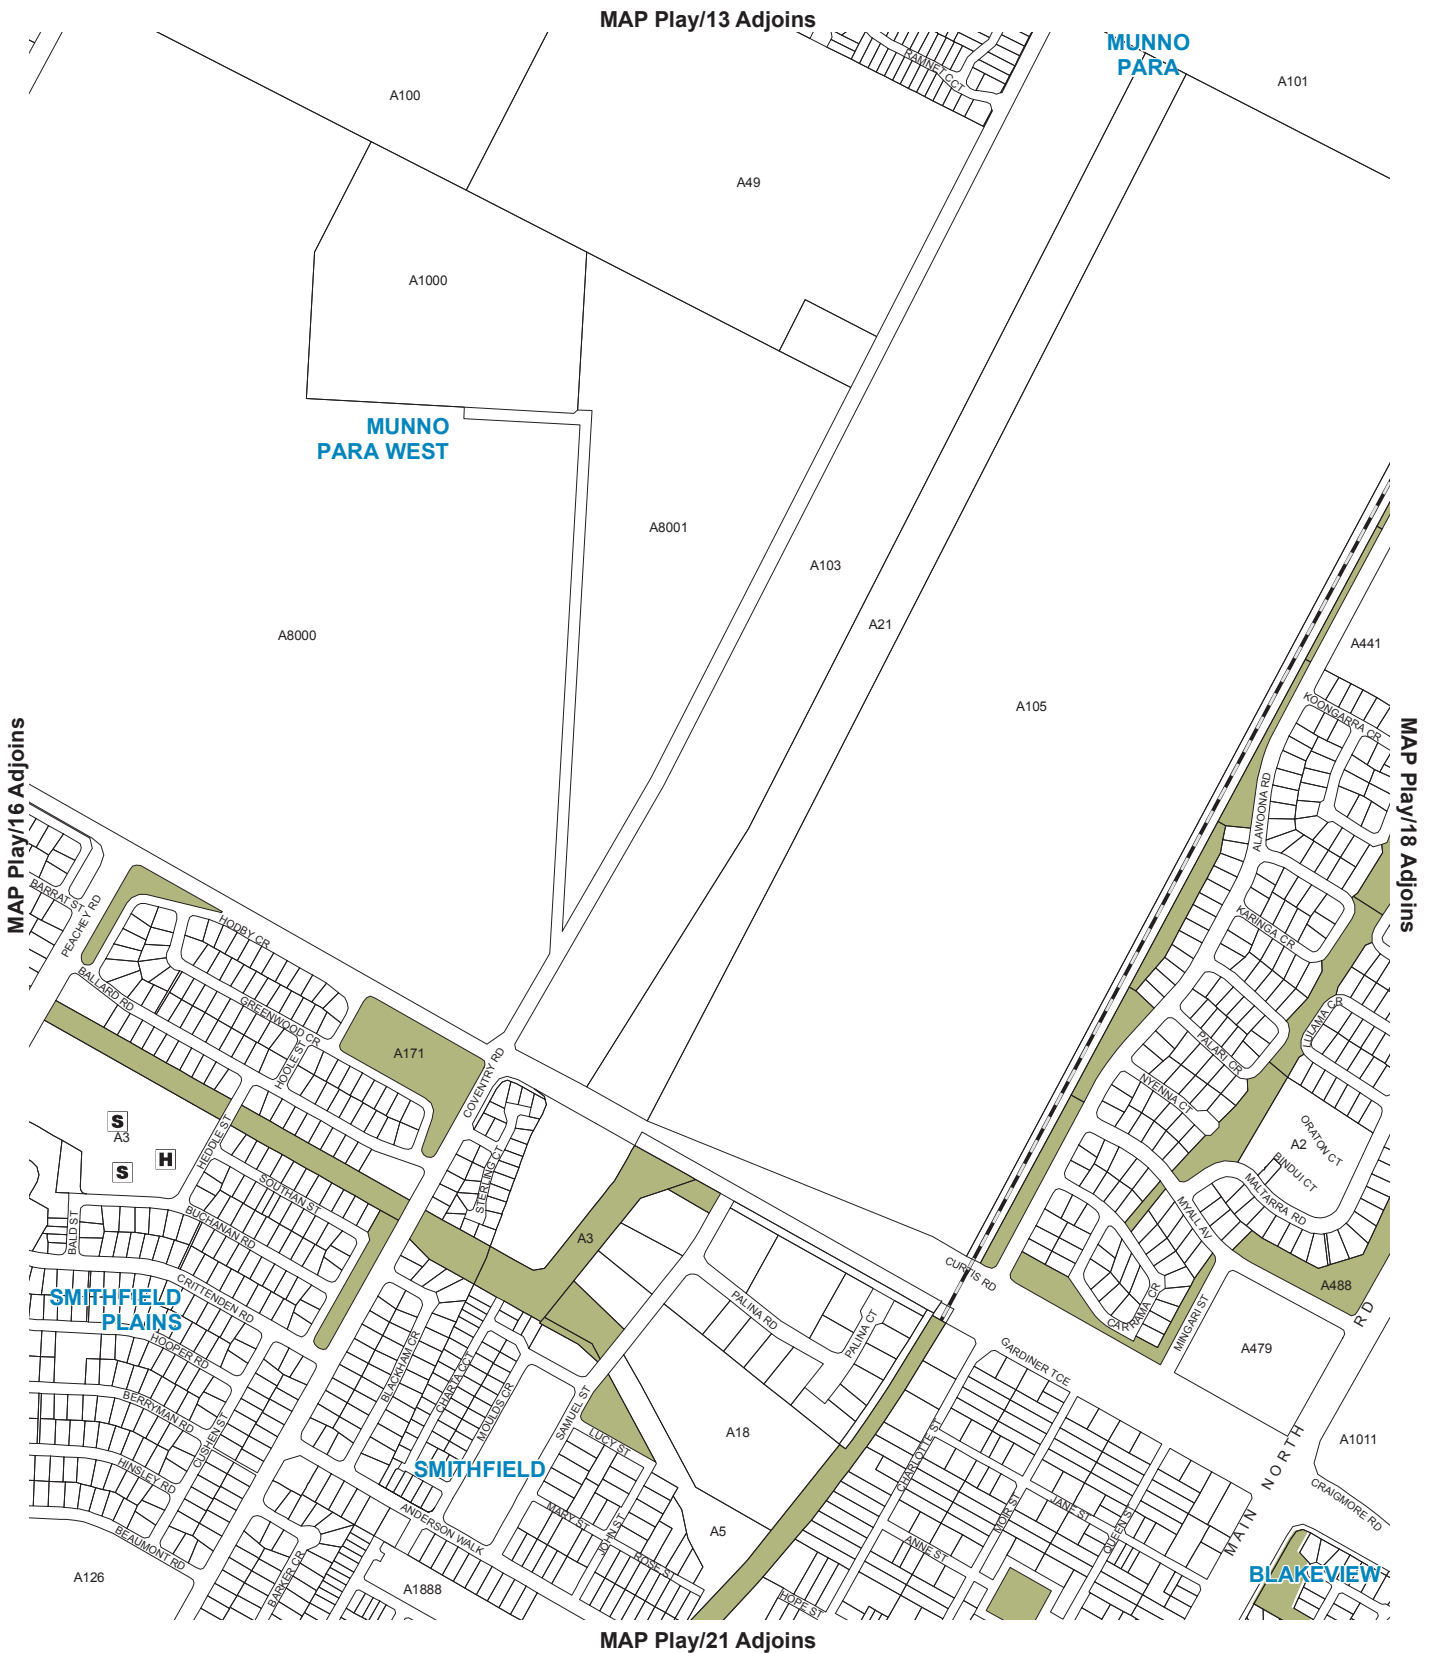 MAP Play/13 Adjoins
MUNNO
PARA
RAMNET CCT
A100
A101
A49
A1000
MUNNO
PARA WEST
A8001
A103
A21
A8000
A441
A105
KOONGARRA CR
MAP Play/16 Adjoins
MAP Play/18 Adjoins
ALAWOONA RD
BARRAT ST
PEACHEY RD
HODBY CR
KARINGA CR
BALLARD RD
GREENWOOD CR
LULAMA CR
HOOLE ST
A171
COVENTRY RD
PALARI CR
NYENNA CT
S
A3
HEDDLE ST
H
S
ORATON CT
A2
BINDUI CT
STERLING CT
SOUTHAN ST
MALTARRA RD
MYALL AV
BALD ST
BUCHANAN RD
A3
CURTIS RD
CRITTENDEN RD
SMITHFIELD
PLAINS
A488
PALINA RD
PALINA CT
CARRAMA CR
MINGARI ST
RD
HOOPER RD
BLACKHAM CR
CHARTA CCT
MOULDS CR
GARDINER TCE
A479
BERRYMAN RD
CUSHEN ST
SAMUEL ST
LUCY ST
A18
CHARLOTTE ST
A1011
HINSLEY RD
SMITHFIELD
MAIN NORTH
CRAIGMORE RD
ANDERSON WALK
MARY ST
JOHN ST
ROSE ST
A5
MOIR ST
JANE ST
QUEEN S
ANNE ST
BEAUMONT RD
A126
BARKER CR
A1888
HOPE ST
BLAKEVIEW
MAP Play/21 Adjoins